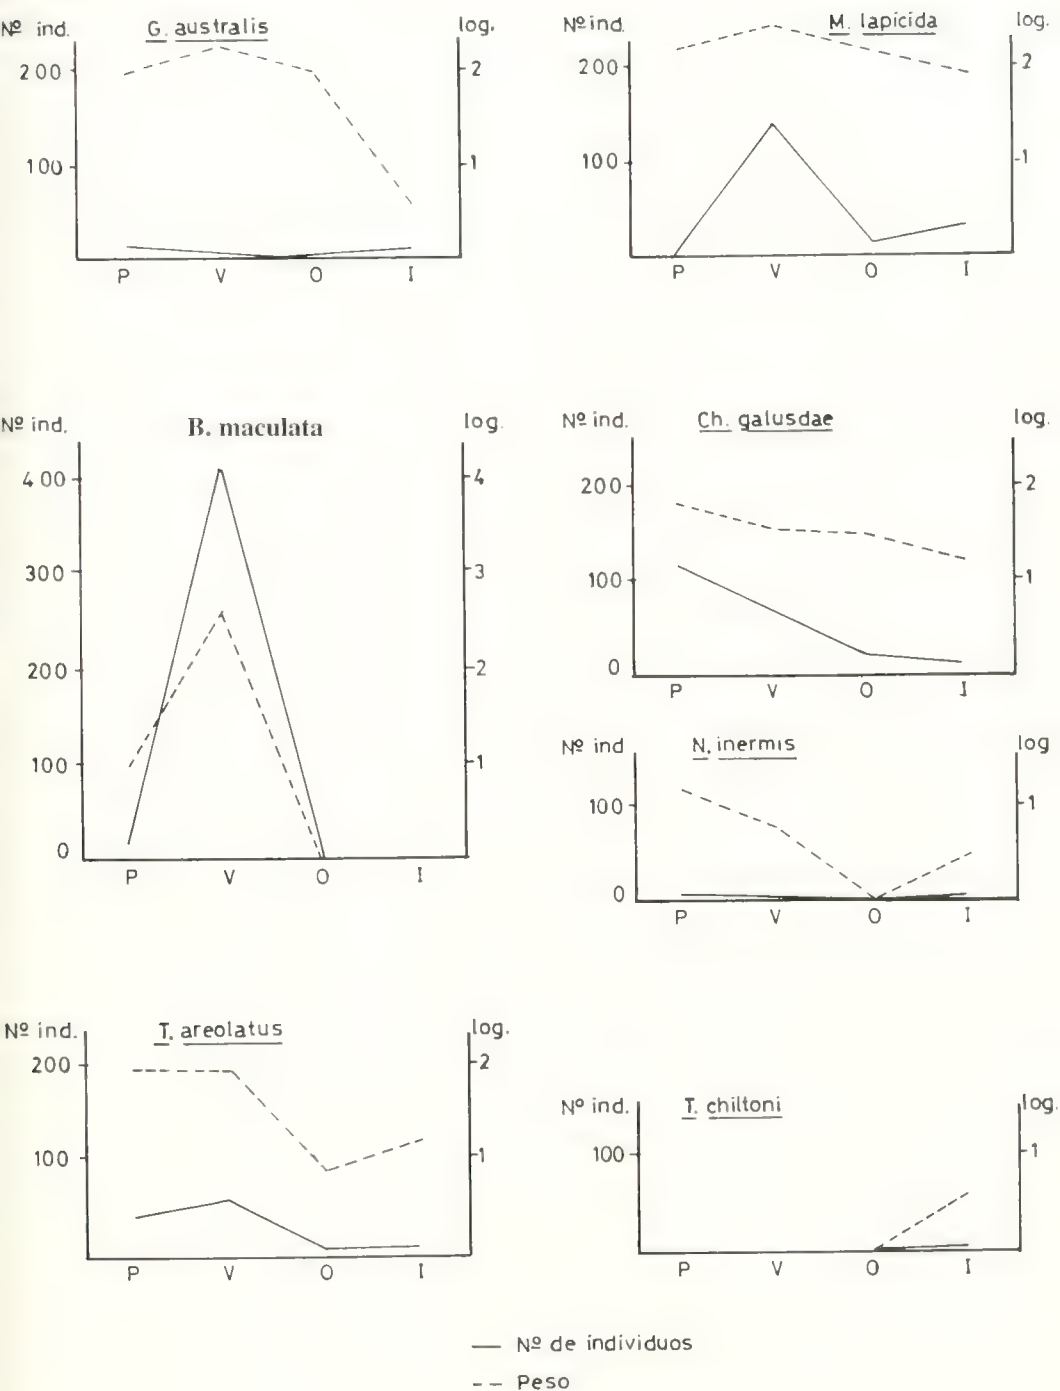 Nº ind. G. australis log.
200 2
100 1
P V O I
Nº ind. M. lapicida log.
200 2
100 1
P V O I
Nº ind. B. maculata log.
400 4
300 3
200 2
100 1
0
P V O I
Nº ind. Ch. galusdae log.
200 2
100 1
0
P V O I
Nº ind N. inermis log
100 1
0
P V O I
Nº ind. T. areolatus log.
200 2
100 1
P V O I
Nº ind. T. chiltoni log.
100 1
P V O I
Nº de individuos
Peso